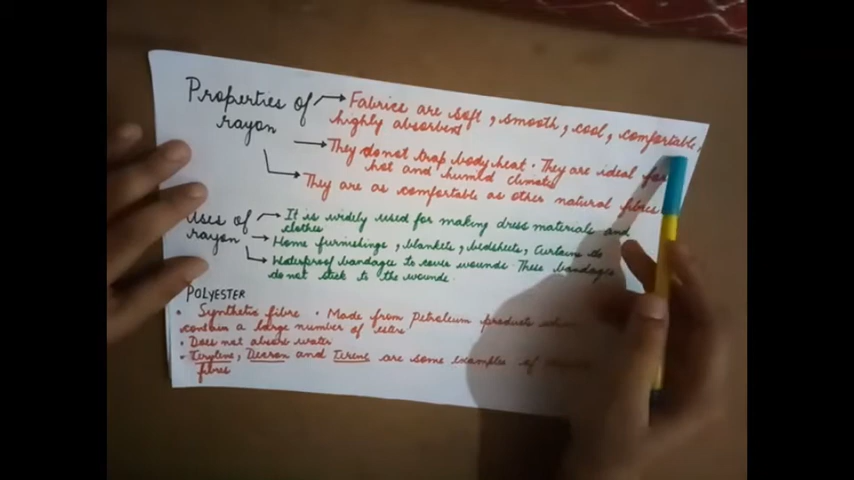 Properties of rayon
Fabrics are soft, smooth, cool, comfortable,
highly absorbent
They donot trap body heat. They are ideal for
hot and humid climate
They are as comfortable as other natural fibres
Uses of rayon
It is widely used for making dress materials and
clothes
Home furnishings, blankets, bedsheets, curtains
Waterproof bandages to cover wounds. These bandages
donot stick to the wounds.
POLYESTER
• Synthetic fibre • Made from petroleum products
contain a large number of
• Does not absorb water
• Terylene, Dacron and Terene are some examples of
fibres